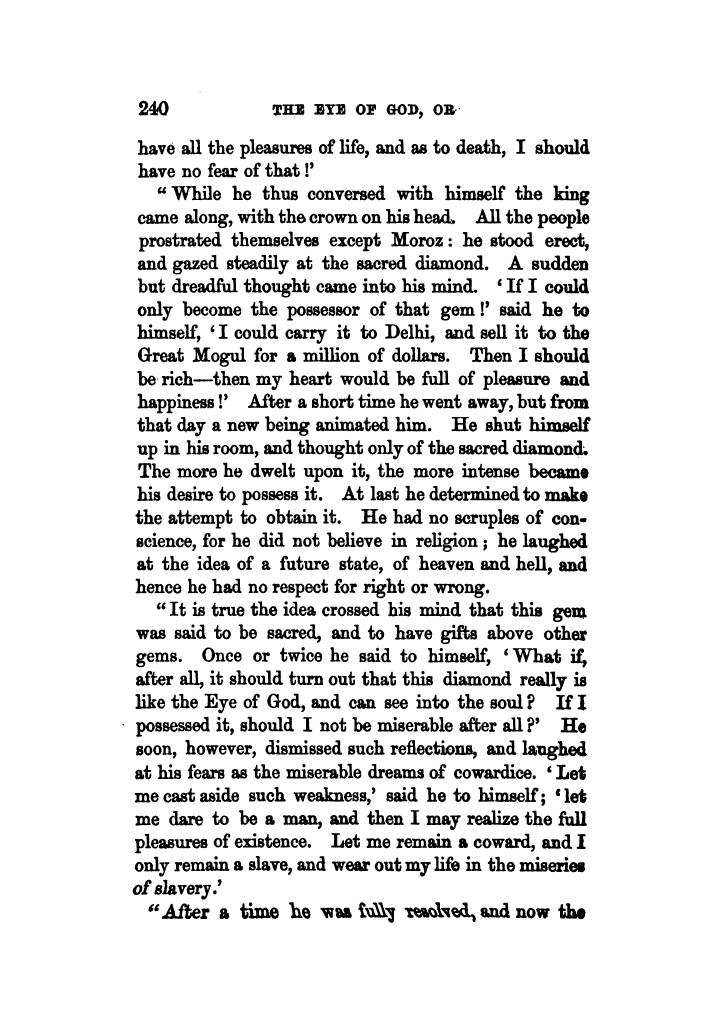 240 THE EYE OF GOD, OR
have all the pleasures of life, and as to death, I should
have no fear of that!'
“While he thus conversed with himself the king
came along, with the crown on his head. All the people
prostrated themselves except Moroz: he stood erect,
and gazed steadily at the sacred diamond. A sudden
but dreadful thought came into his mind. ‘If I could
only become the possessor of that gem!’ said he to
himself, ‘I could carry it to Delhi, and sell it to the
Great Mogul for a million of dollars. Then I should
be rich—then my heart would be full of pleasure and
happiness!’ After a short time he went away, but from
that day a new being animated him. He shut himself
up in his room, and thought only of the sacred diamond.
The more he dwelt upon it, the more intense became
his desire to possess it. At last he determined to make
the attempt to obtain it. He had no scruples of con-
science, for he did not believe in religion; he laughed
at the idea of a future state, of heaven and hell, and
hence he had no respect for right or wrong.
“It is true the idea crossed his mind that this gem
was said to be sacred, and to have gifts above other
gems. Once or twice he said to himself, ‘What if,
after all, it should turn out that this diamond really is
like the Eye of God, and can see into the soul? If I
possessed it, should I not be miserable after all?’ He
soon, however, dismissed such reflections, and laughed
at his fears as the miserable dreams of cowardice. ‘Let
me cast aside such weakness,’ said he to himself; ‘let
me dare to be a man, and then I may realize the full
pleasures of existence. Let me remain a coward, and I
only remain a slave, and wear out my life in the miseries
of slavery.’
“After a time he was fully resolved, and now the